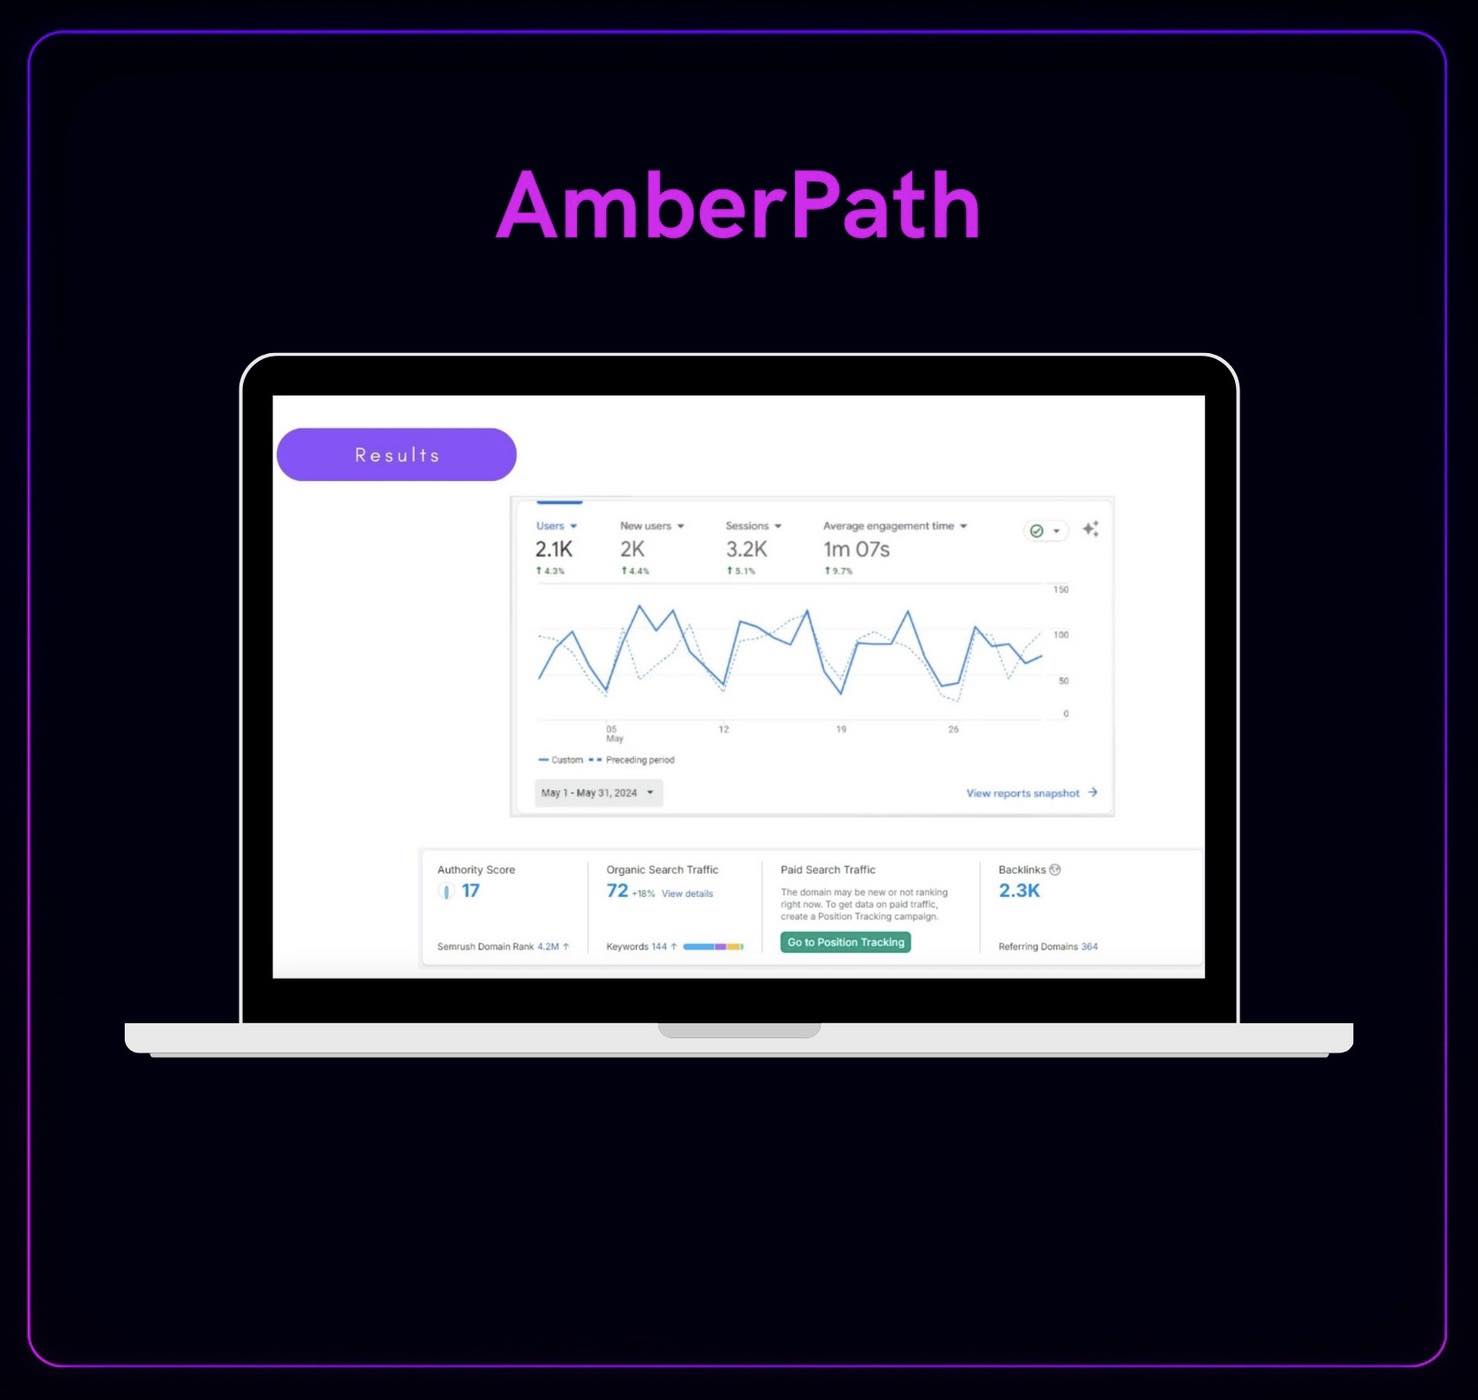 AmberPath
Results
Users New users Sessions Average engagement time
2.1K 2K 3.2K 1m 07s
↑ 4.3% ↑ 4.4% ↑ 5.1% ↑ 9.7%
150
100
50
0
05 12 19 26
May
Custom Preceding period
May 1 - May 31, 2024 View reports snapshot →
Authority Score
17
Semrush Domain Rank 4.2M ↑
Organic Search Traffic
72 +18% View details
Keywords 144 ↑
Paid Search Traffic
The domain may be new or not ranking
right now. To get data on paid traffic,
create a Position Tracking campaign.
Go to Position Tracking
Backlinks
2.3K
Referring Domains 364